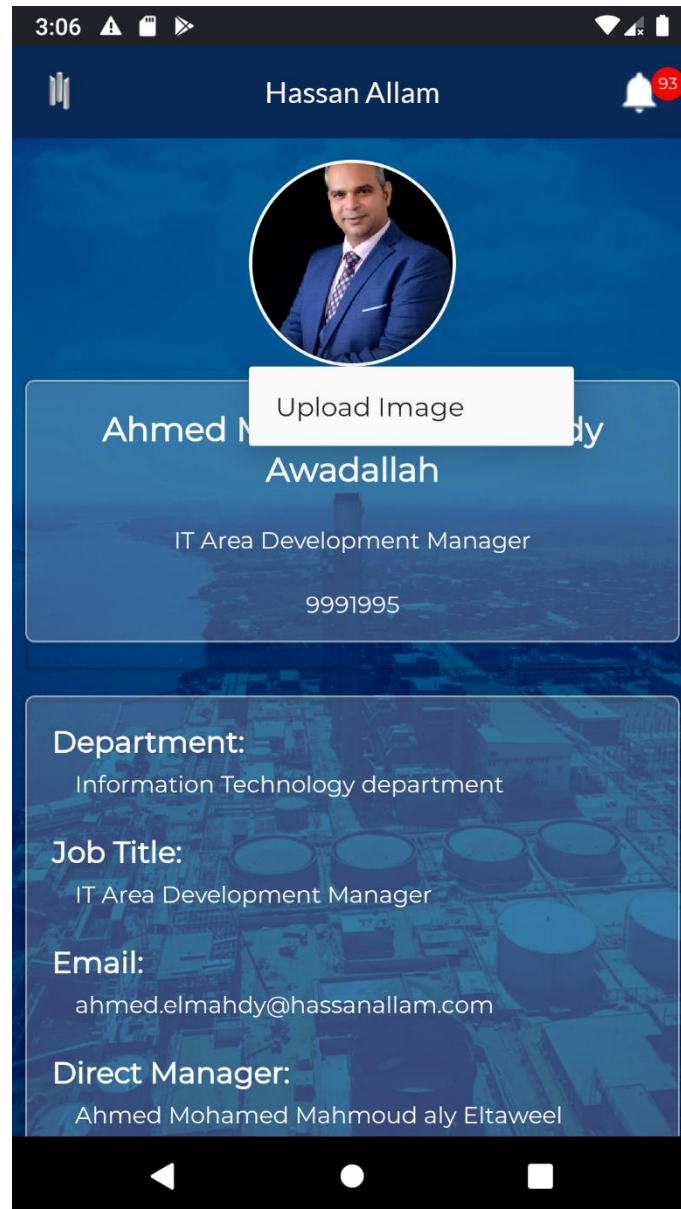 3:06
Hassan Allam
93
Upload Image
Ahmed dy
Awadallah
IT Area Development Manager
9991995
Department:
Information Technology department
Job Title:
IT Area Development Manager
Email:
ahmed.elmahdy@hassanallam.com
Direct Manager:
Ahmed Mohamed Mahmoud aly Eltaweel